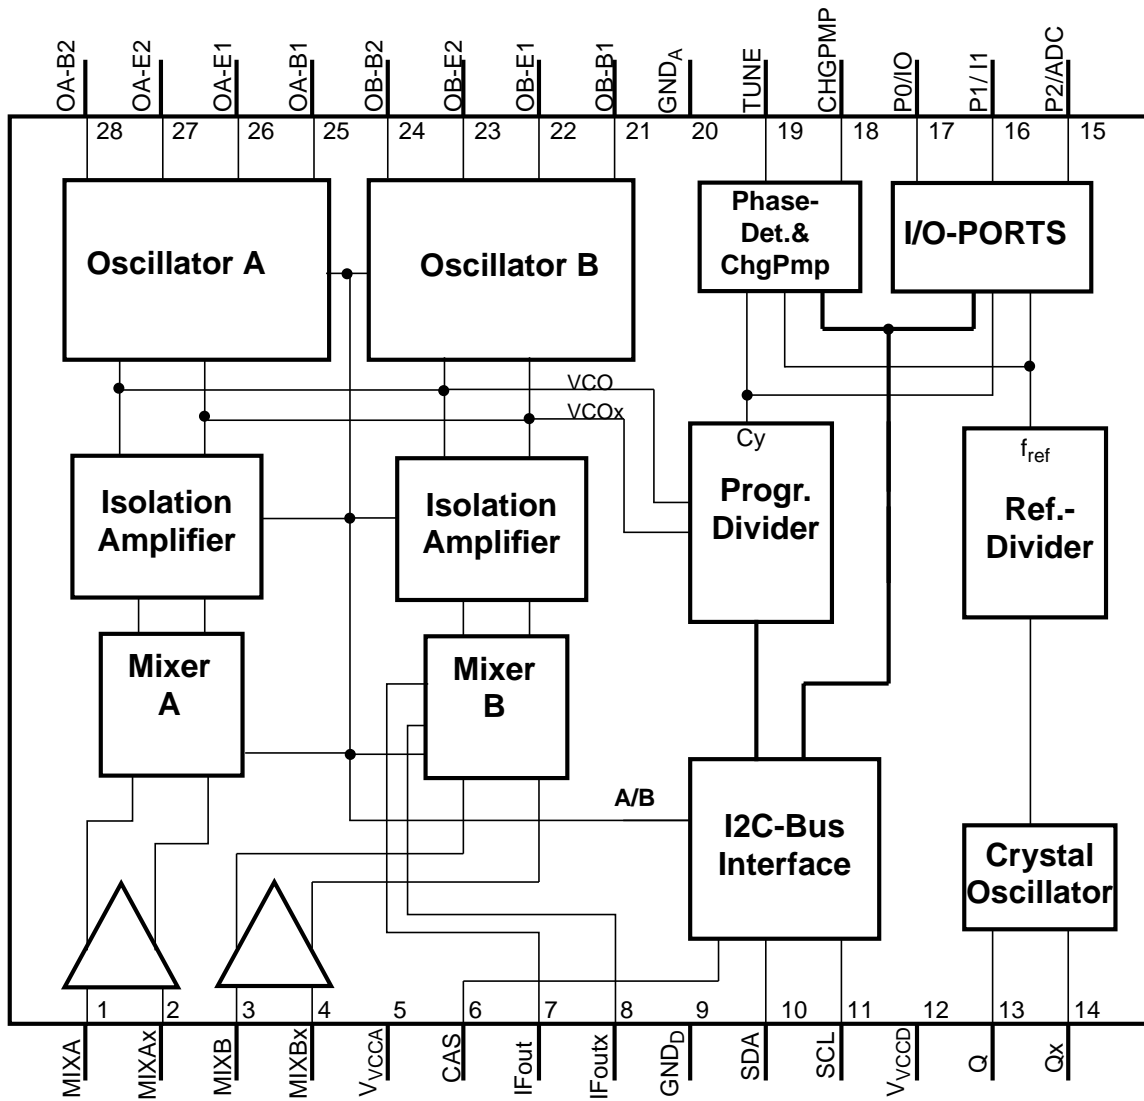 OA-B2
OA-E2
OA-E1
OA-B1
OB-B2
OB-E2
OB-E1
OB-B1
GNDA
TUNE
CHGPMP
P0/IO
P1/ I1
P2/ADC
28
27
26
25
24
23
22
21
20
19
18
17
16
15
Oscillator A
Oscillator B
Phase-
Det.&
ChgPmp
I/O-PORTS
VCO
VCOx
Isolation
Amplifier
Isolation
Amplifier
Cy
Progr.
Divider
fref
Ref.-
Divider
Mixer
A
Mixer
B
A/B
I2C-Bus
Interface
Crystal
Oscillator
1
2
3
4
5
6
7
8
9
10
11
12
13
14
MIXA
MIXAx
MIXB
MIXBx
VVCCA
CAS
IFout
IFoutx
GNDD
SDA
SCL
VVCCD
Q
Qx